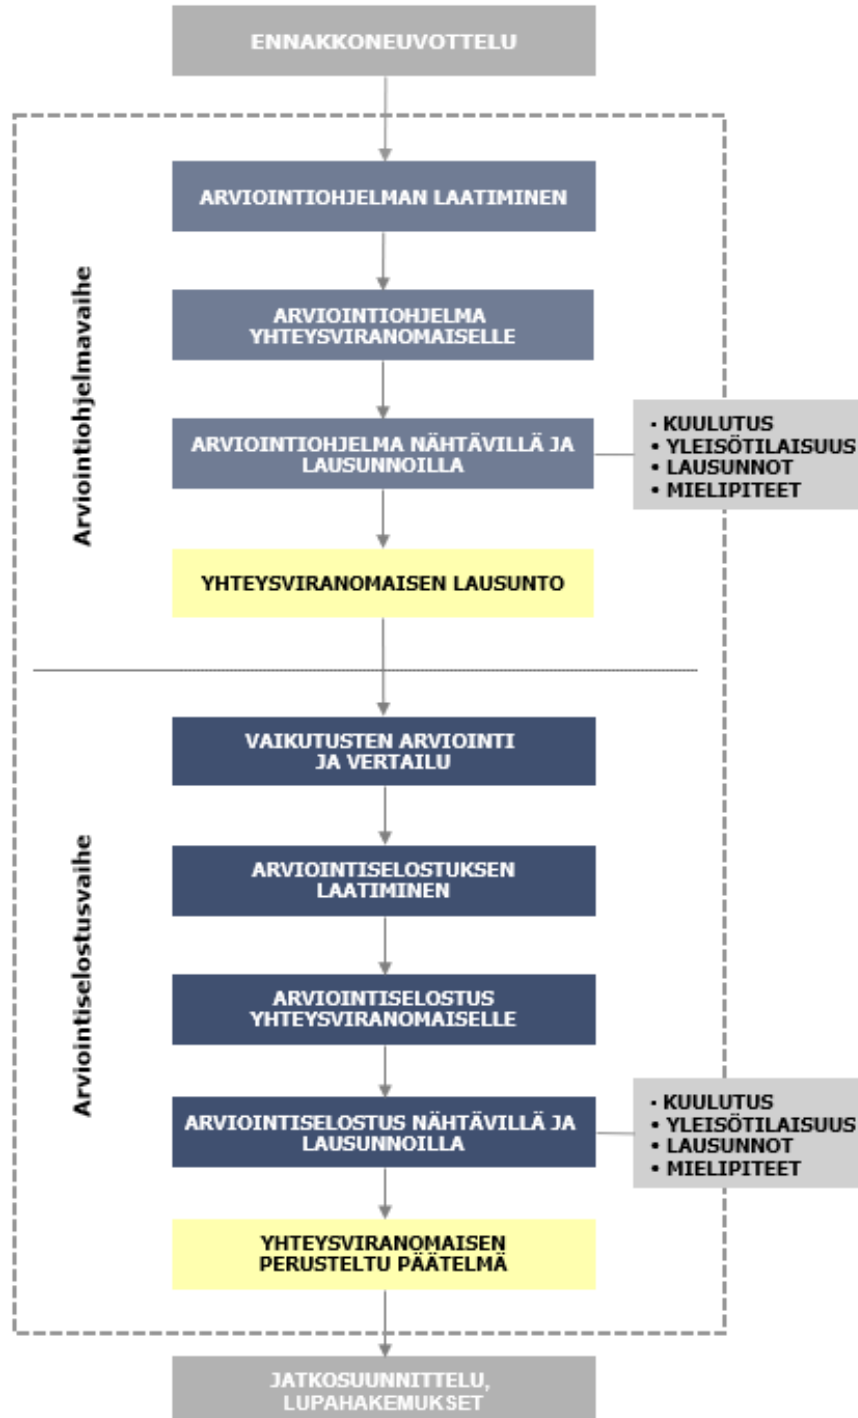 ENNAKKONEUVOTTELU
Arviointiohjelmavaihe
ARVIOINTIOHJELMAN LAATIMINEN
ARVIOINTIOHJELMA
YHTEYSVIRANOMAISELLE
ARVIOINTIOHJELMA NÄHTÄVILLÄ JA
LAUSUNNOILLA
• KUULUTUS
• YLEISÖTILAISUUS
• LAUSUNNOT
• MIELIPITEET
YHTEYSVIRANOMAISEN LAUSUNTO
Arviointiselostusvaihe
VAIKUTUSTEN ARVIOINTI
JA VERTAILU
ARVIOINTISELOSTUKSEN
LAATIMINEN
ARVIOINTISELOSTUS
YHTEYSVIRANOMAISELLE
ARVIOINTISELOSTUS NÄHTÄVILLÄ JA
LAUSUNNOILLA
• KUULUTUS
• YLEISÖTILAISUUS
• LAUSUNNOT
• MIELIPITEET
YHTEYSVIRANOMAISEN
PERUSTELTU PÄÄTELMÄ
JATKOSUUNNITTELU,
LUPAHAKEMUKSET